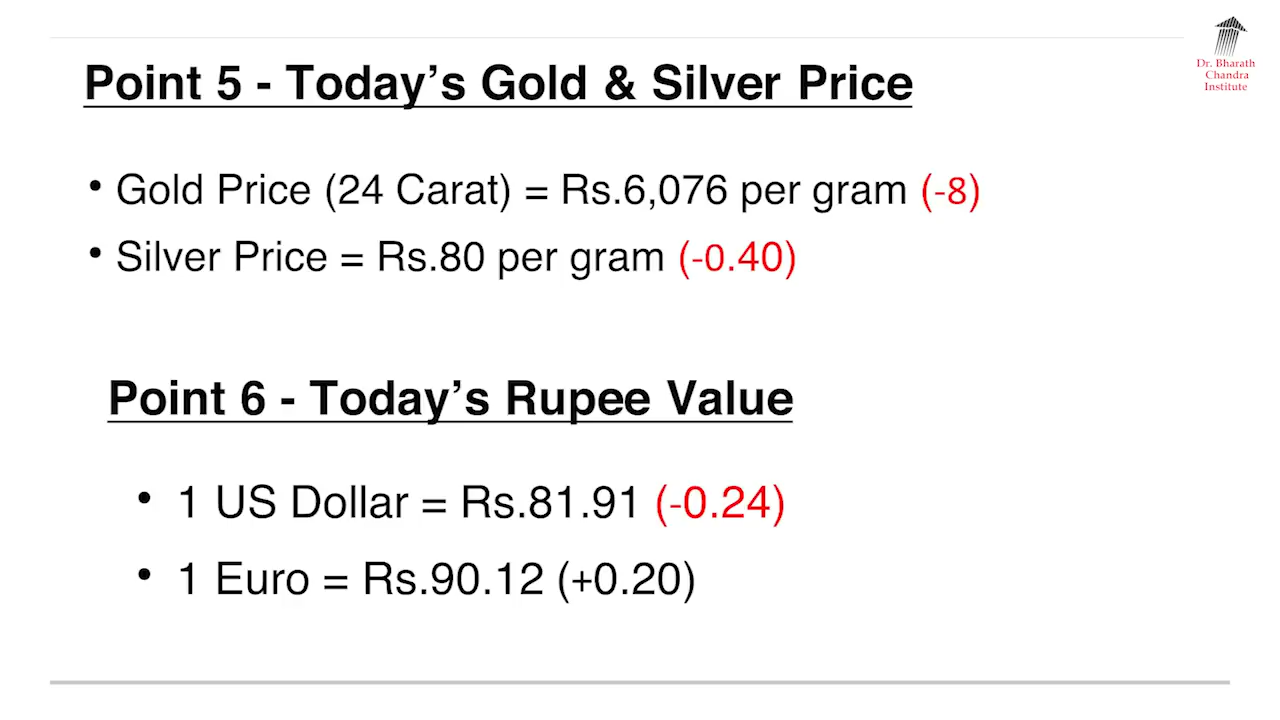 Dr. Bharath
Chandra
Institute
Point 5 - Today’s Gold & Silver Price
• Gold Price (24 Carat) = Rs.6,076 per gram (-8)
• Silver Price = Rs.80 per gram (-0.40)
Point 6 - Today’s Rupee Value
• 1 US Dollar = Rs.81.91 (-0.24)
• 1 Euro = Rs.90.12 (+0.20)